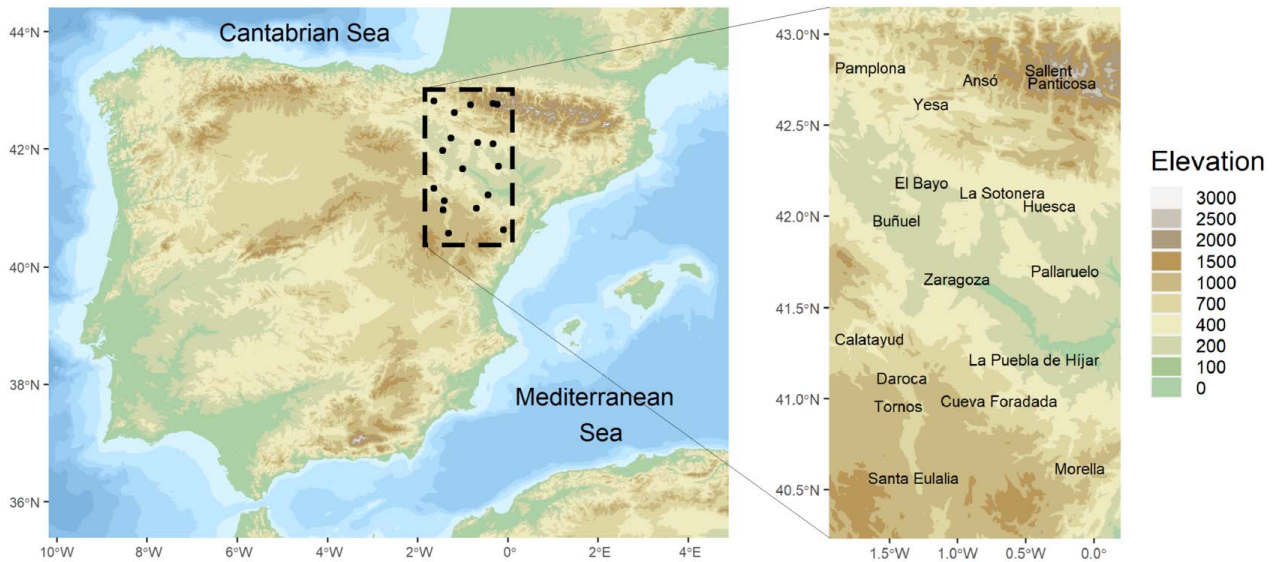 Cantabrian Sea
Mediterranean
Sea
44°N
42°N
40°N
38°N
36°N
10°W
8°W
6°W
4°W
2°W
0°
2°E
4°E
43.0°N
42.5°N
42.0°N
41.5°N
41.0°N
40.5°N
1.5°W
1.0°W
0.5°W
0.0°
Pamplona
Ansó
Sallent
Panticosa
Yesa
El Bayo
La Sotonera
Huesca
Buñuel
Zaragoza
Pallaruelo
Calatayud
La Puebla de Híjar
Daroca
Tornos
Cueva Foradada
Santa Eulalia
Morella
Elevation
3000
2500
2000
1500
1000
700
400
200
100
0